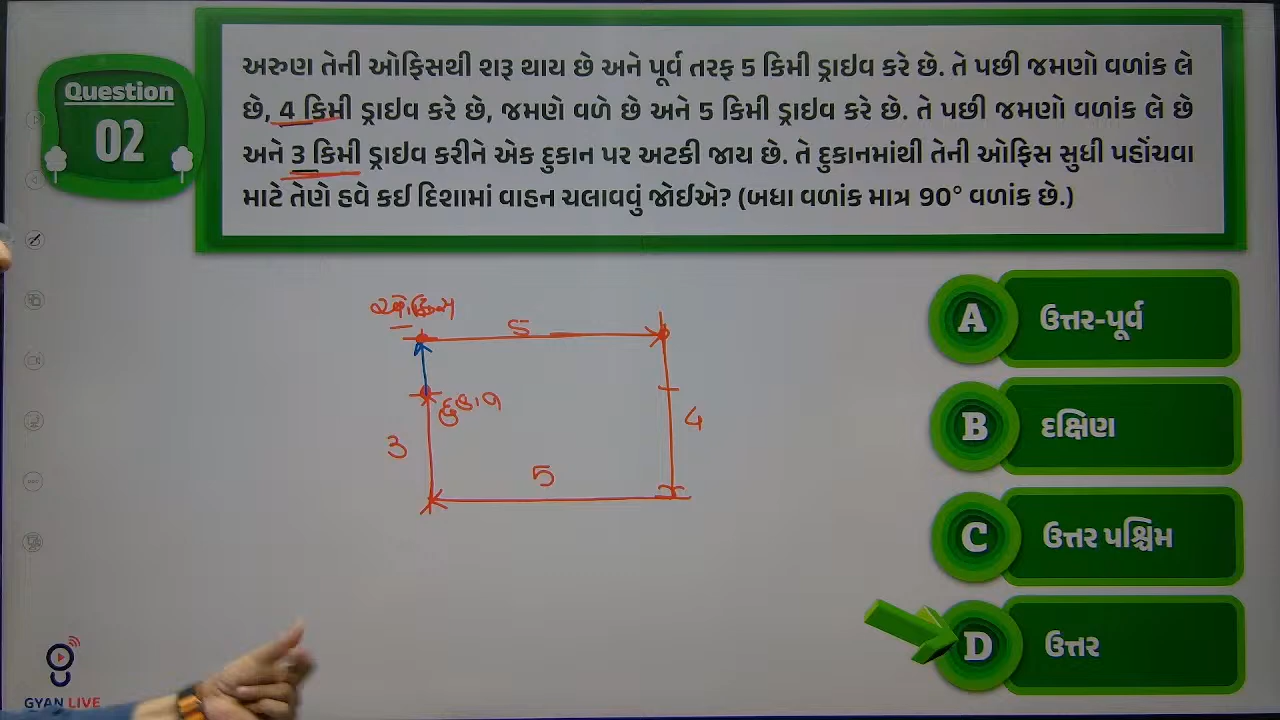 Question
02
અરુણ તેની ઓફિસથી શરૂ થાય છે અને પૂર્વ તરફ 5 કિમી ડ્રાઇવ કરે છે. તે પછી જમણો વળાંક લે
છે, 4 કિમી ડ્રાઇવ કરે છે, જમણે વળે છે અને 5 કિમી ડ્રાઇવ કરે છે. તે પછી જમણો વળાંક લે છે
અને 3 કિમી ડ્રાઇવ કરીને એક દુકાન પર અટકી જાય છે. તે દુકાનમાંથી તેની ઓફિસ સુધી પહોંચવા
માટે તેણે હવે કઈ દિશામાં વાહન ચલાવવું જોઈએ? (બધા વળાંક માત્ર 90° વળાંક છે.)
ઓફિસ
5
દુકાન
4
3
5
A ઉત્તર-પૂર્વ
B દક્ષિણ
C ઉત્તર પશ્ચિમ
D ઉત્તર
GYAN LIVE